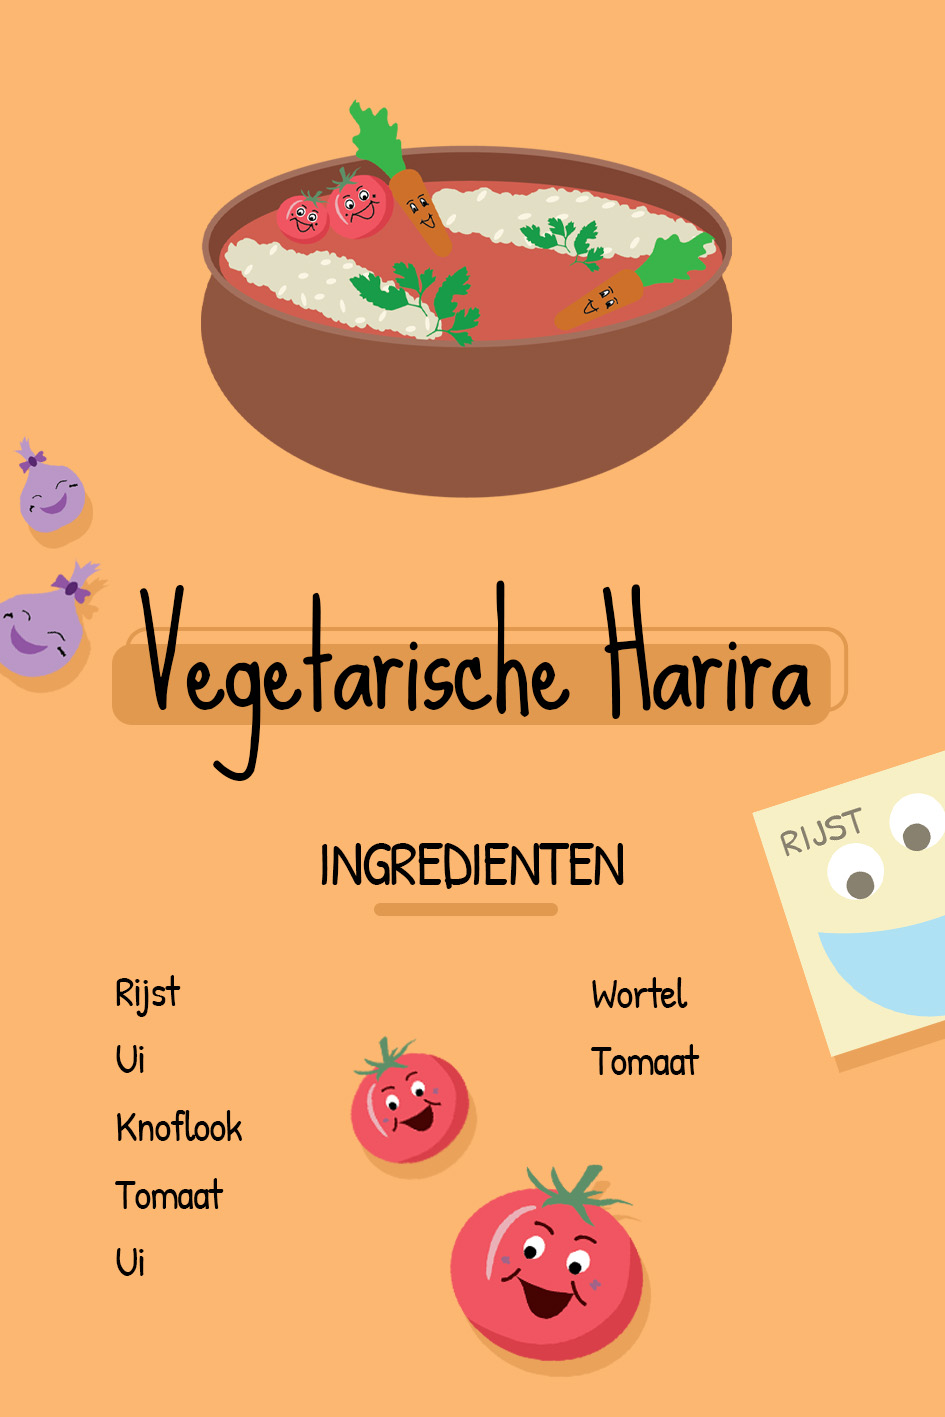 Vegetarische Harira
INGREDIENTEN
RIJST
Rijst
Ui
Knoflook
Tomaat
Ui
Wortel
Tomaat